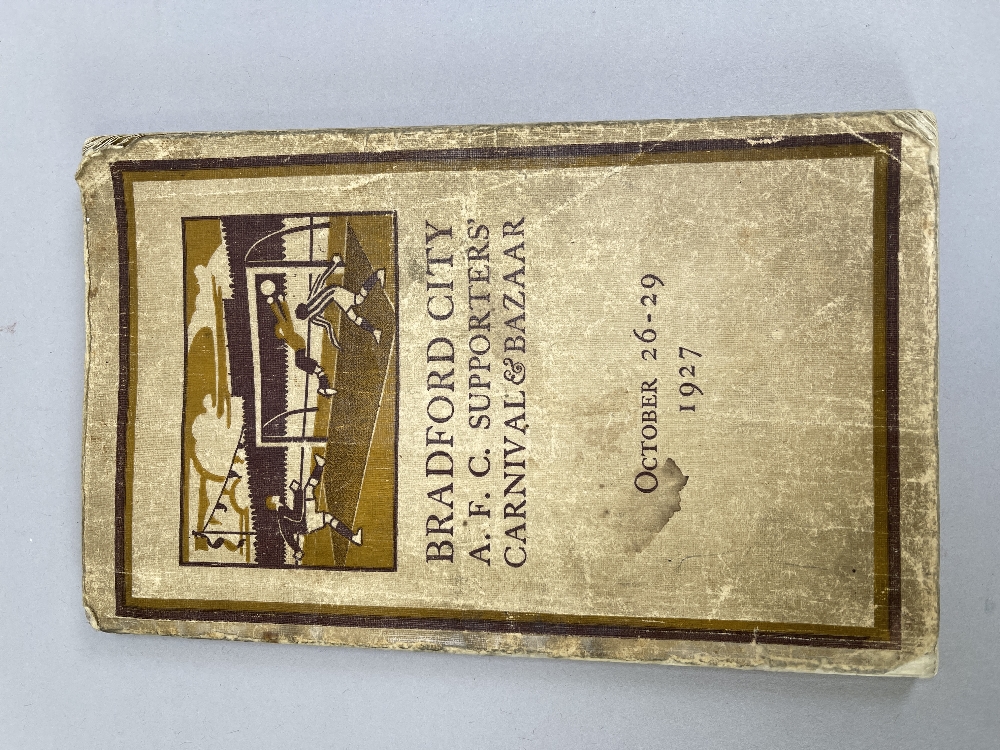 BRADFORD CITY
A. F. C. SUPPORTERS'
CARNIVAL & BAZAAR
OCTOBER 26-29
1927